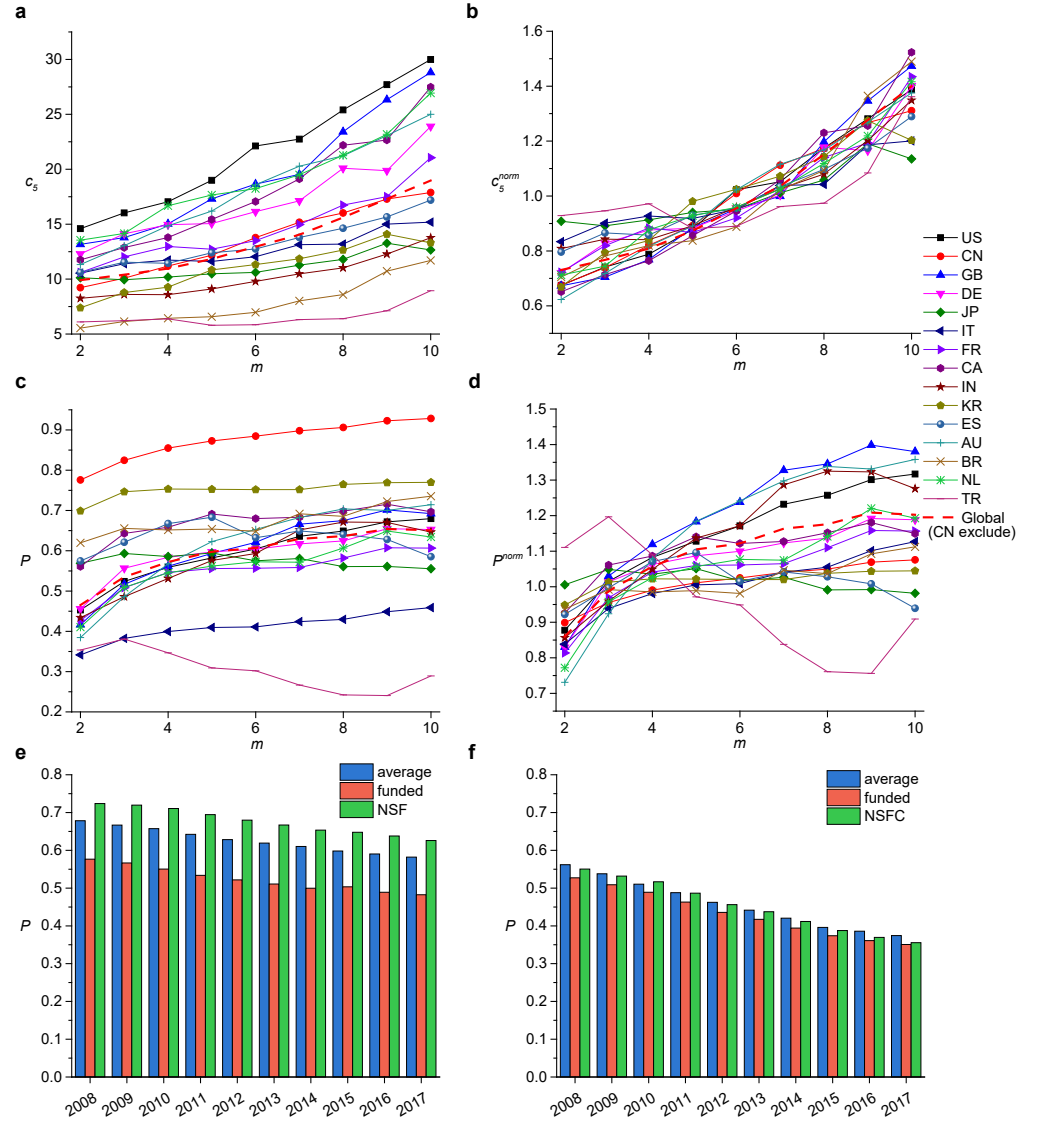 a
b
30
25
20
15
10
5
c5
2
4
6
8
10
m
1.6
1.4
1.2
1.0
0.8
0.6
c5norm
2
4
6
8
10
m
US
CN
GB
DE
JP
IT
FR
CA
IN
KR
ES
AU
BR
NL
TR
Global
(CN exclude)
c
d
0.9
0.8
0.7
0.6
0.5
0.4
0.3
0.2
P
2
4
6
8
10
m
1.5
1.4
1.3
1.2
1.1
1.0
0.9
0.8
0.7
Pnorm
2
4
6
8
10
m
e
f
0.8
0.7
0.6
0.5
0.4
0.3
0.2
0.1
0.0
P
average
funded
NSF
2008
2009
2010
2011
2012
2013
2014
2015
2016
2017
0.8
0.7
0.6
0.5
0.4
0.3
0.2
0.1
0.0
P
average
funded
NSFC
2008
2009
2010
2011
2012
2013
2014
2015
2016
2017